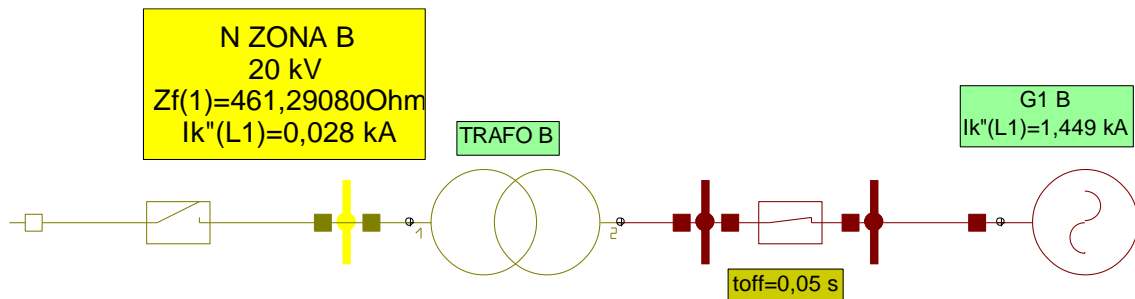 N ZONA B
20 kV
Zf(1)=461,29080Ohm
Ik"(L1)=0,028 kA
TRAFO B
G1 B
Ik"(L1)=1,449 kA
1
2
toff=0,05 s